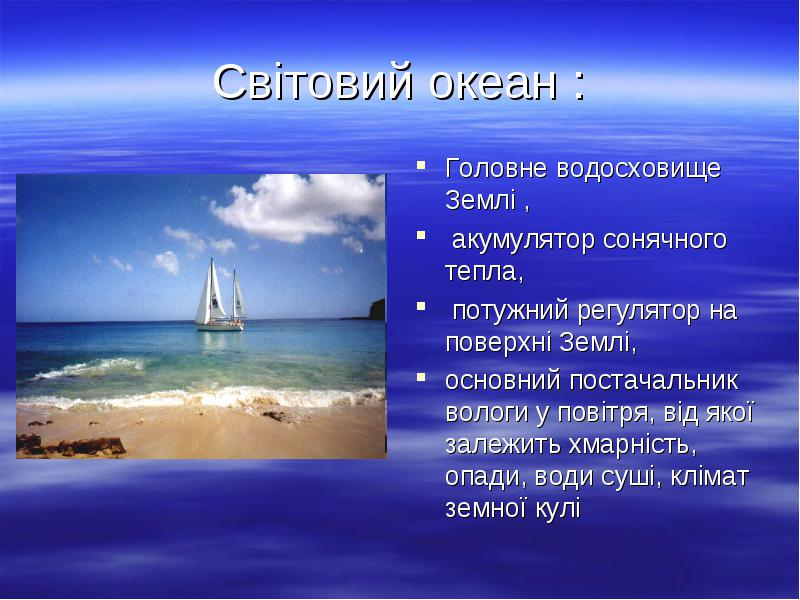 Світовий океан :
▪ Головне водосховище
Землі ,
▪ акумулятор сонячного
тепла,
▪ потужний регулятор на
поверхні Землі,
▪ основний постачальник
вологи у повітря, від якої
залежить хмарність,
опади, води суші, клімат
земної кулі